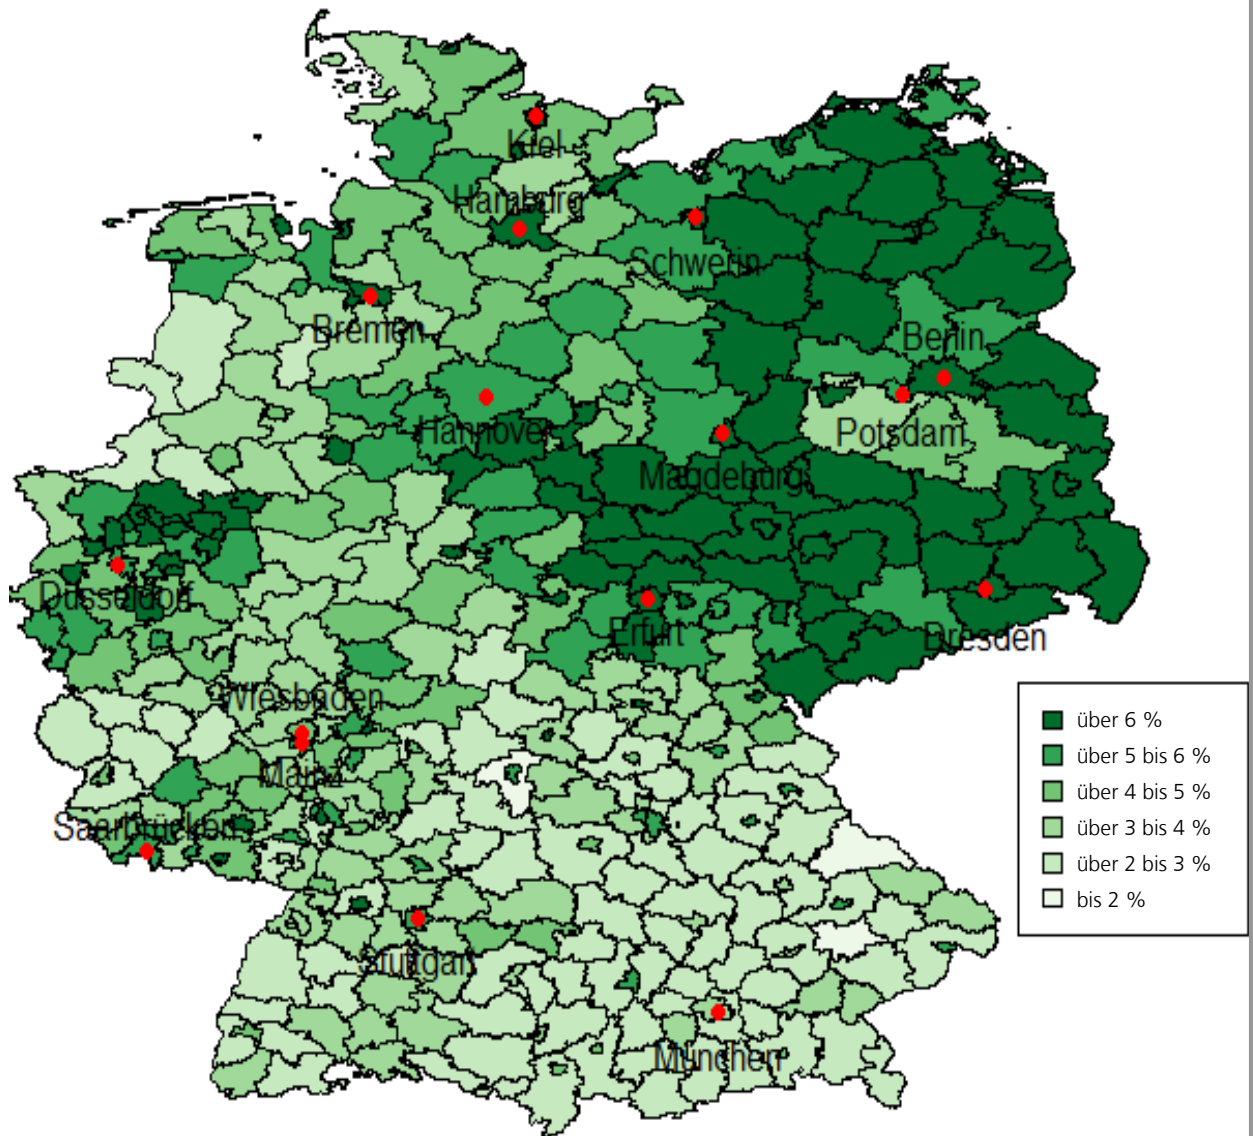 Kiel
Hamburg
Schwerin
Bremen
Berlin
Hannover
Potsdam
Magdeburg
Düsseldorf
Erfurt
Dresden
Wiesbaden
Mainz
Saarbrücken
Stuttgart
München
über 6 %
über 5 bis 6 %
über 4 bis 5 %
über 3 bis 4 %
über 2 bis 3 %
bis 2 %